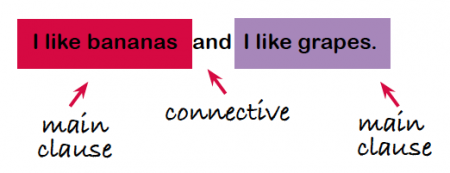 I like bananas and I like grapes.
main clause
connective
main clause